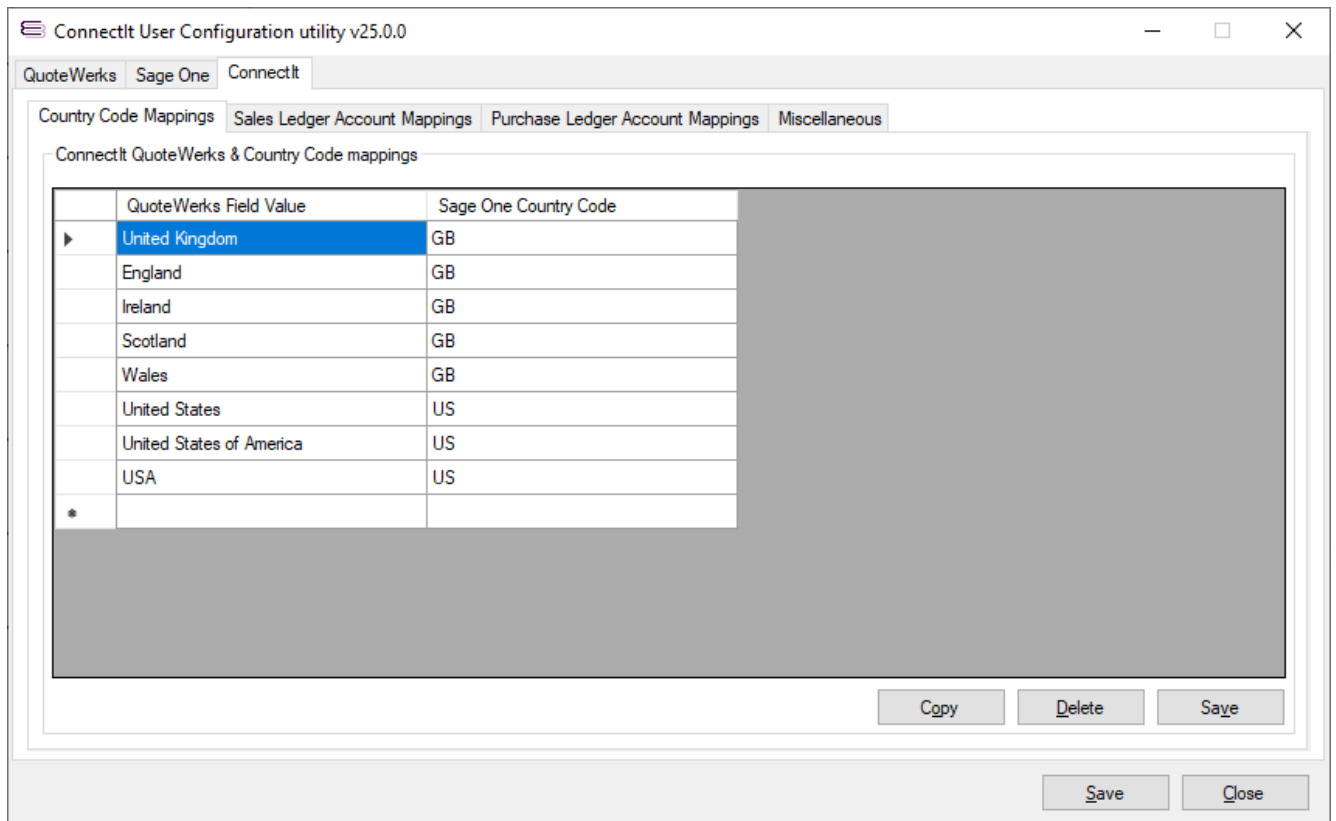 ConnectIt User Configuration utility v25.0.0
QuoteWerks Sage One ConnectIt
Country Code Mappings Sales Ledger Account Mappings Purchase Ledger Account Mappings Miscellaneous
ConnectIt QuoteWerks & Country Code mappings
QuoteWerks Field Value Sage One Country Code
United Kingdom GB
England GB
Ireland GB
Scotland GB
Wales GB
United States US
United States of America US
USA US
Copy Delete Save
Save Close